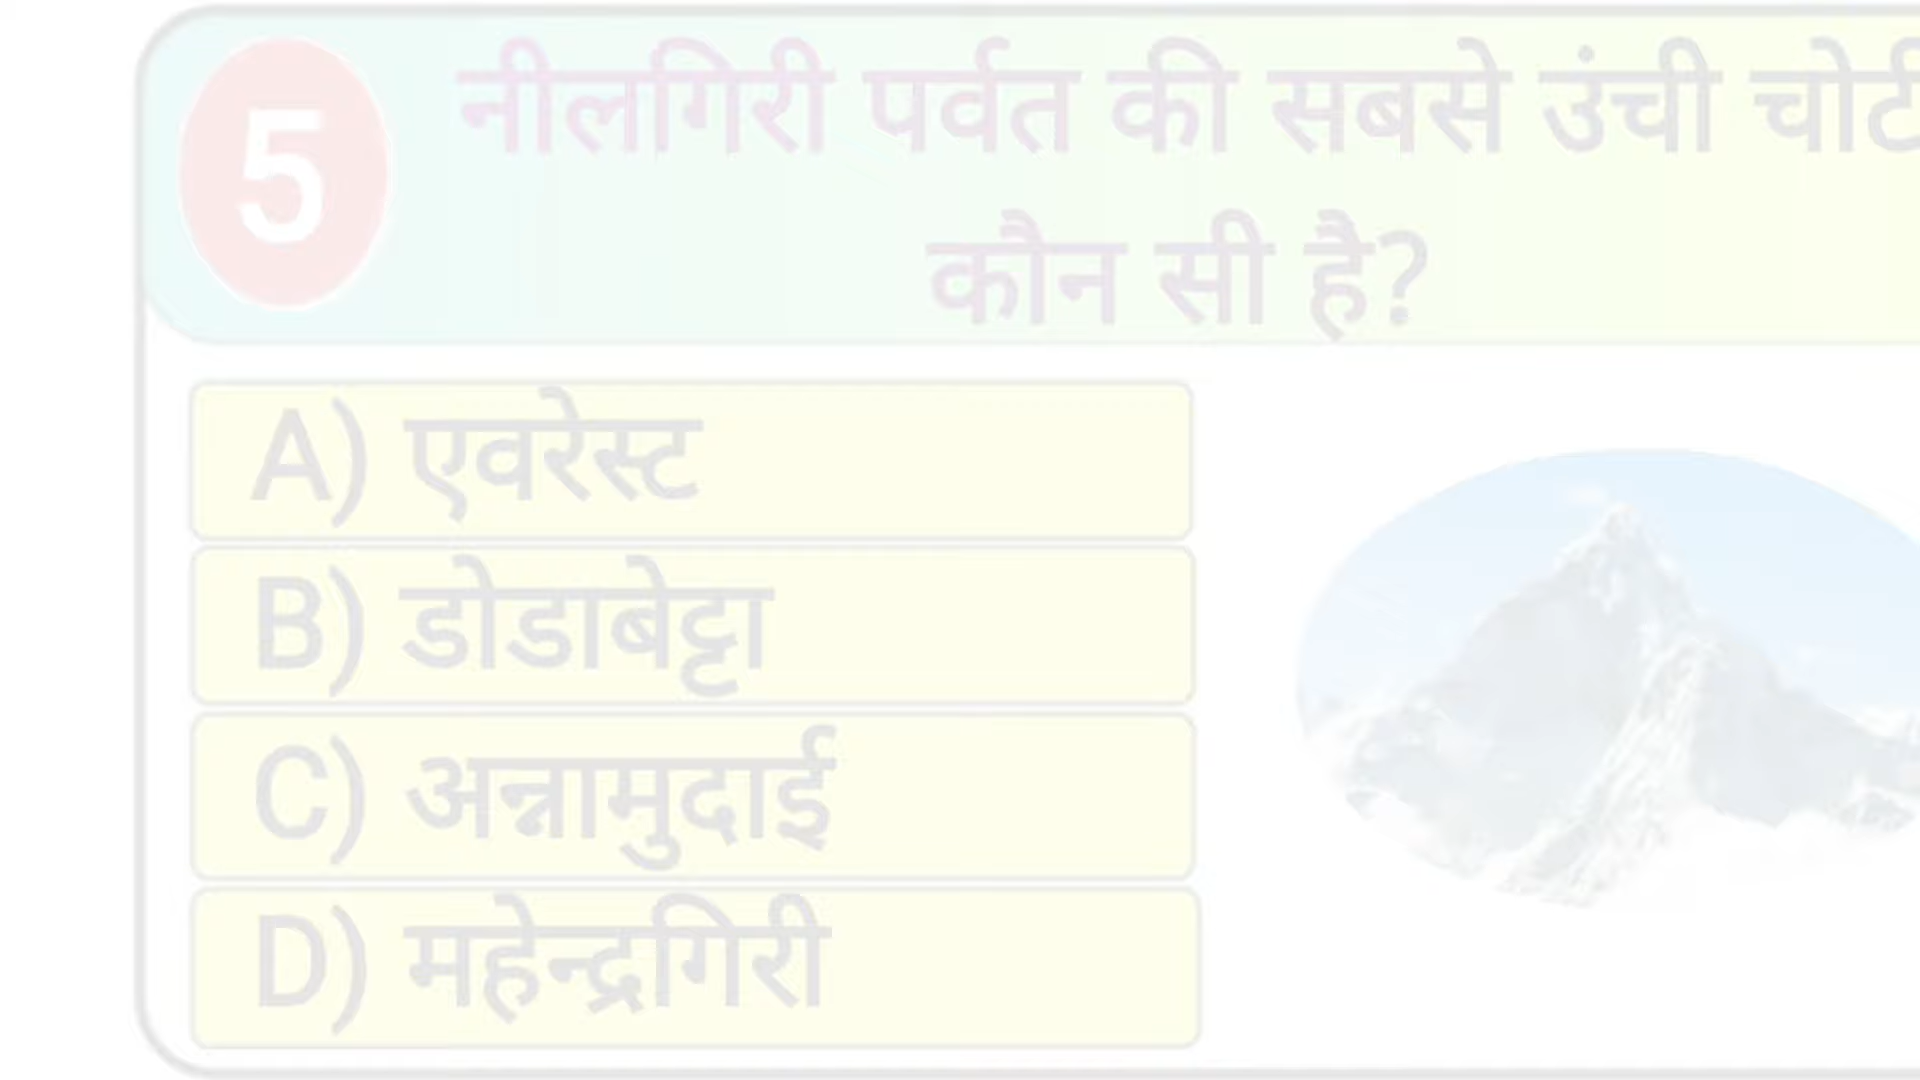 5
नीलगिरी पर्वत की सबसे उंची चोटी
कौन सी है?
A) एवरेस्ट
B) डोडाबेट्टा
C) अन्नामुदाई
D) महेन्द्रगिरी